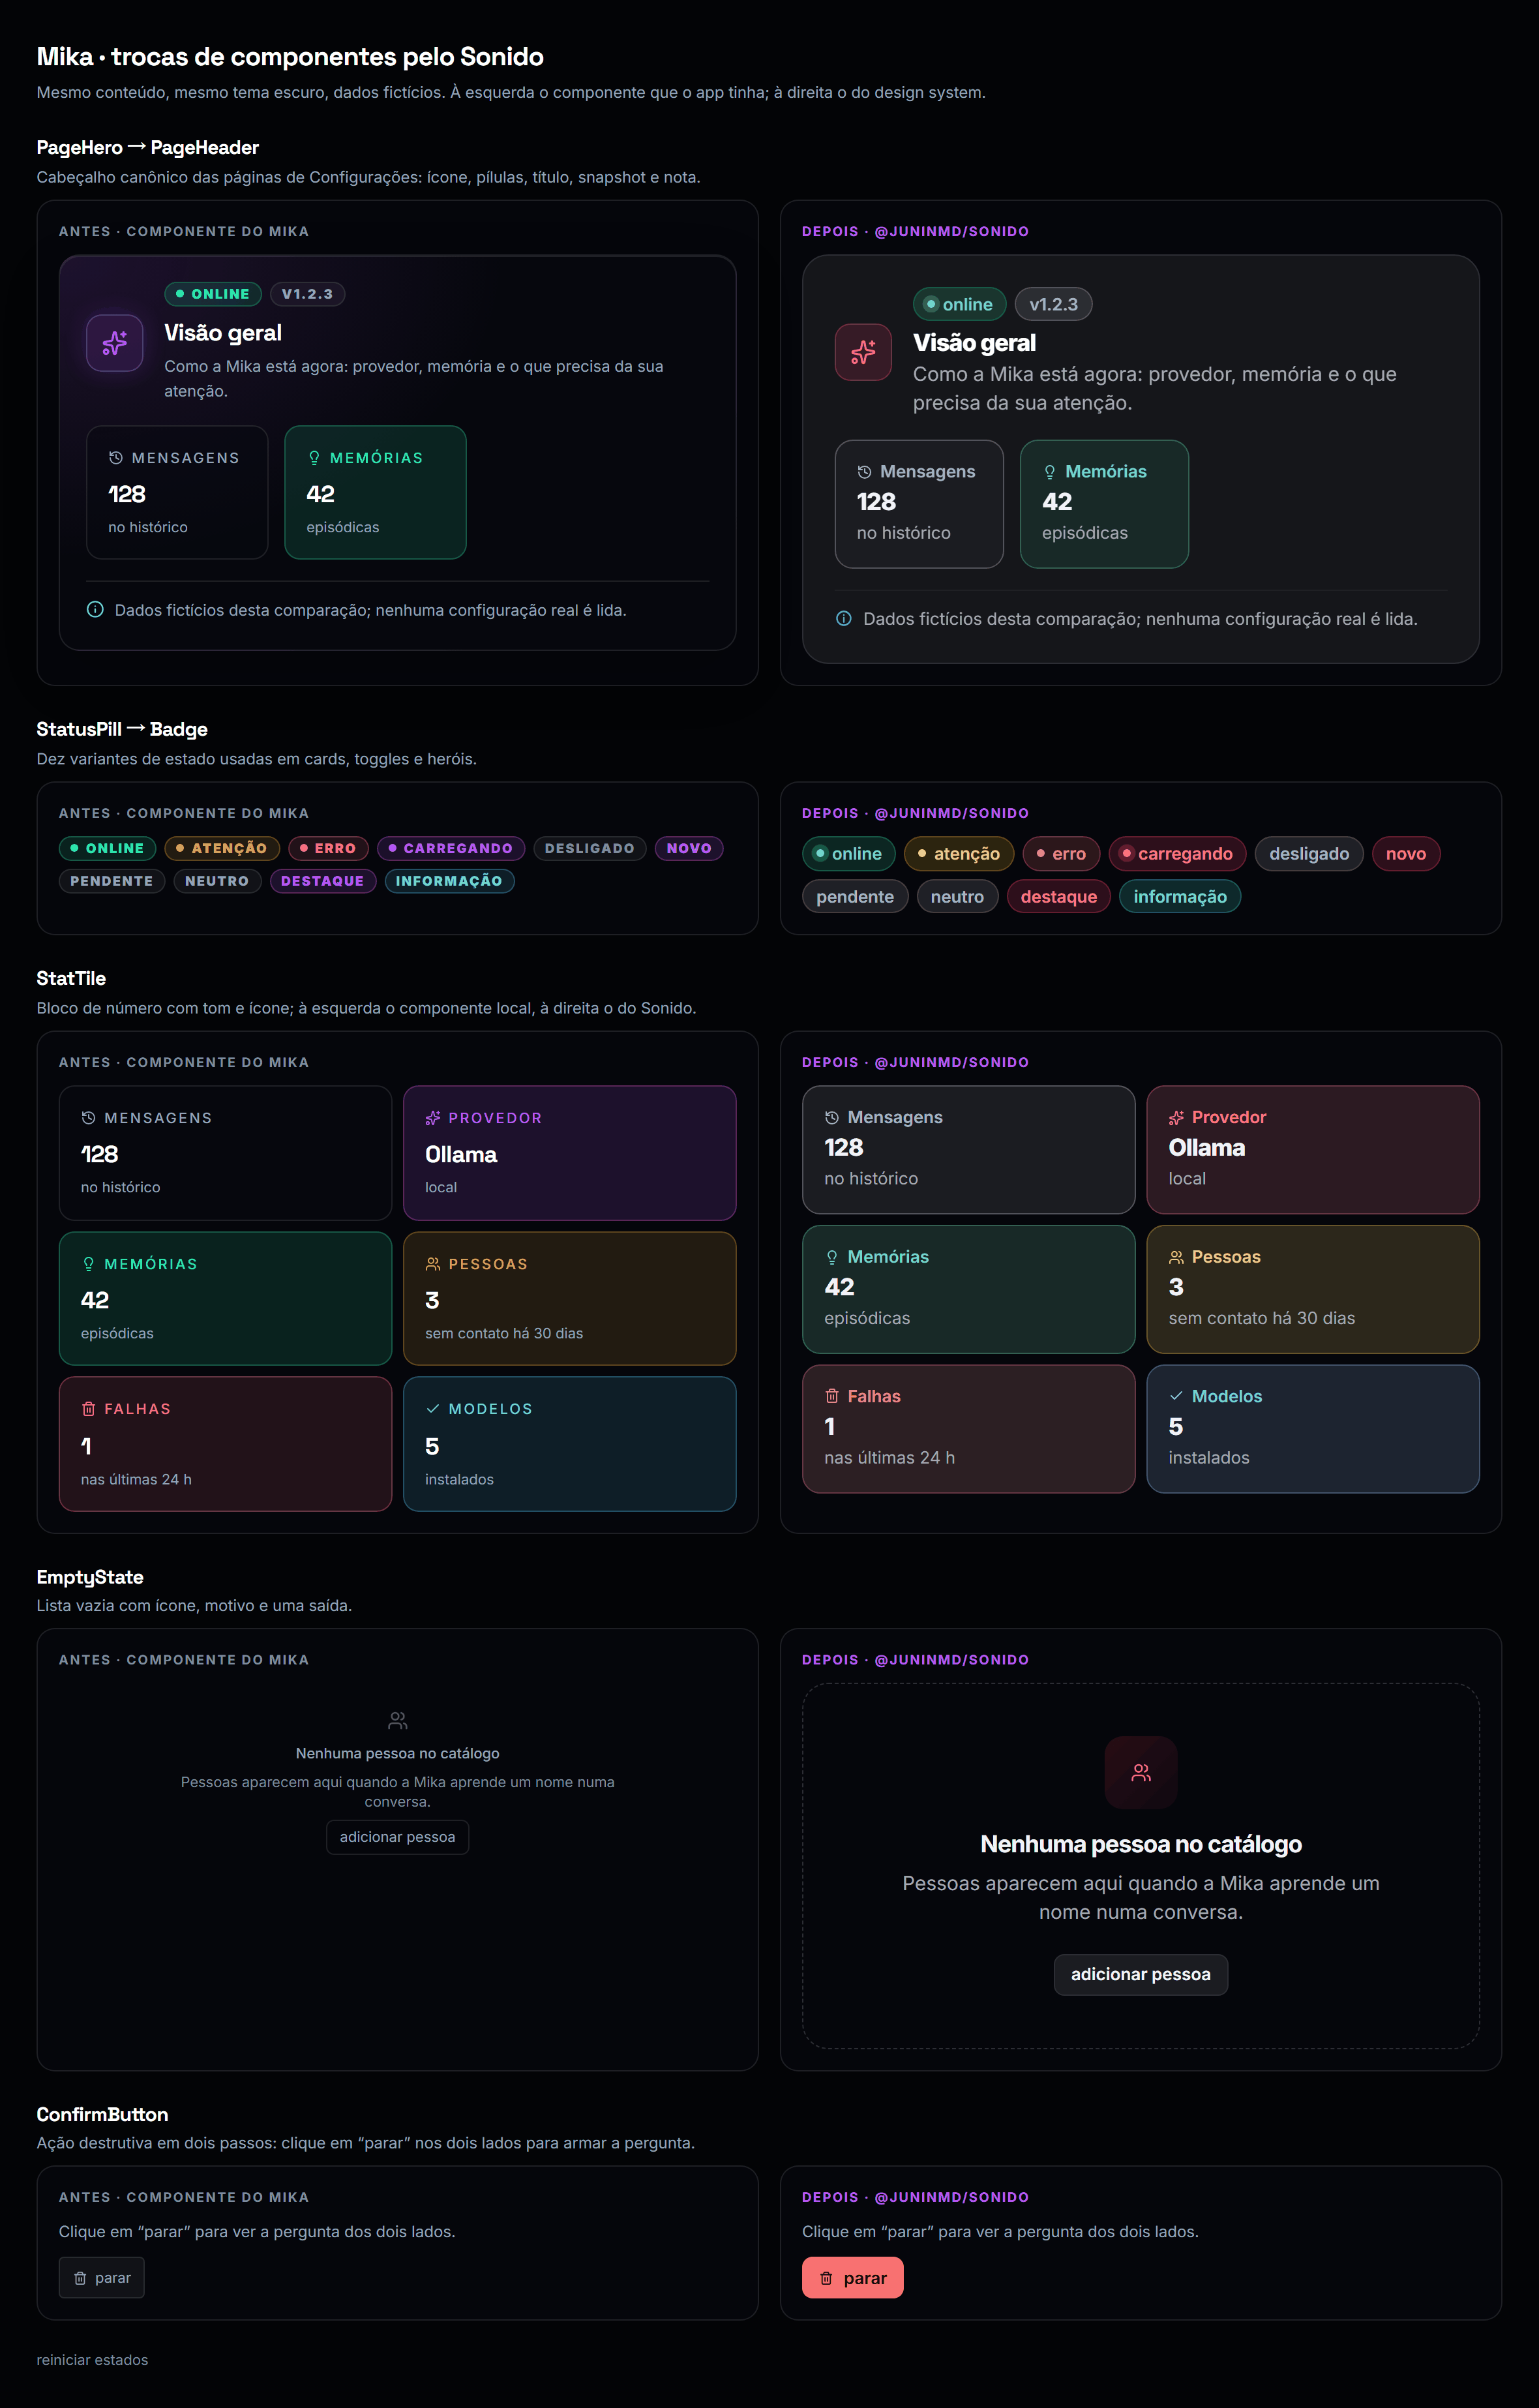 Mika · trocas de componentes pelo Sonido
Mesmo conteúdo, mesmo tema escuro, dados fictícios. À esquerda o componente que o app tinha; à direita o do design system.
PageHero → PageHeader
Cabeçalho canônico das páginas de Configurações: ícone, pílulas, título, snapshot e nota.
ANTES · COMPONENTE DO MIKA
ONLINE
V1.2.3
Visão geral
Como a Mika está agora: provedor, memória e o que precisa da sua
atenção.
MENSAGENS
128
no histórico
MEMÓRIAS
42
episódicas
Dados fictícios desta comparação; nenhuma configuração real é lida.
DEPOIS · @JUNINMD/SONIDO
online
v1.2.3
Visão geral
Como a Mika está agora: provedor, memória e o que
precisa da sua atenção.
Mensagens
128
no histórico
Memórias
42
episódicas
Dados fictícios desta comparação; nenhuma configuração real é lida.
StatusPill → Badge
Dez variantes de estado usadas em cards, toggles e heróis.
ANTES · COMPONENTE DO MIKA
ONLINE ATENÇÃO ERRO CARREGANDO DESLIGADO NOVO
PENDENTE NEUTRO DESTAQUE INFORMAÇÃO
DEPOIS · @JUNINMD/SONIDO
online atenção erro carregando desligado novo
pendente neutro destaque informação
StatTile
Bloco de número com tom e ícone; à esquerda o componente local, à direita o do Sonido.
ANTES · COMPONENTE DO MIKA
MENSAGENS
128
no histórico
PROVEDOR
Ollama
local
MEMÓRIAS
42
episódicas
PESSOAS
3
sem contato há 30 dias
FALHAS
1
nas últimas 24 h
MODELOS
5
instalados
DEPOIS · @JUNINMD/SONIDO
Mensagens
128
no histórico
Provedor
Ollama
local
Memórias
42
episódicas
Pessoas
3
sem contato há 30 dias
Falhas
1
nas últimas 24 h
Modelos
5
instalados
EmptyState
Lista vazia com ícone, motivo e uma saída.
ANTES · COMPONENTE DO MIKA
Nenhuma pessoa no catálogo
Pessoas aparecem aqui quando a Mika aprende um nome numa
conversa.
adicionar pessoa
DEPOIS · @JUNINMD/SONIDO
Nenhuma pessoa no catálogo
Pessoas aparecem aqui quando a Mika aprende um
nome numa conversa.
adicionar pessoa
ConfirmButton
Ação destrutiva em dois passos: clique em “parar” nos dois lados para armar a pergunta.
ANTES · COMPONENTE DO MIKA
Clique em “parar” para ver a pergunta dos dois lados.
parar
DEPOIS · @JUNINMD/SONIDO
Clique em “parar” para ver a pergunta dos dois lados.
parar
reiniciar estados